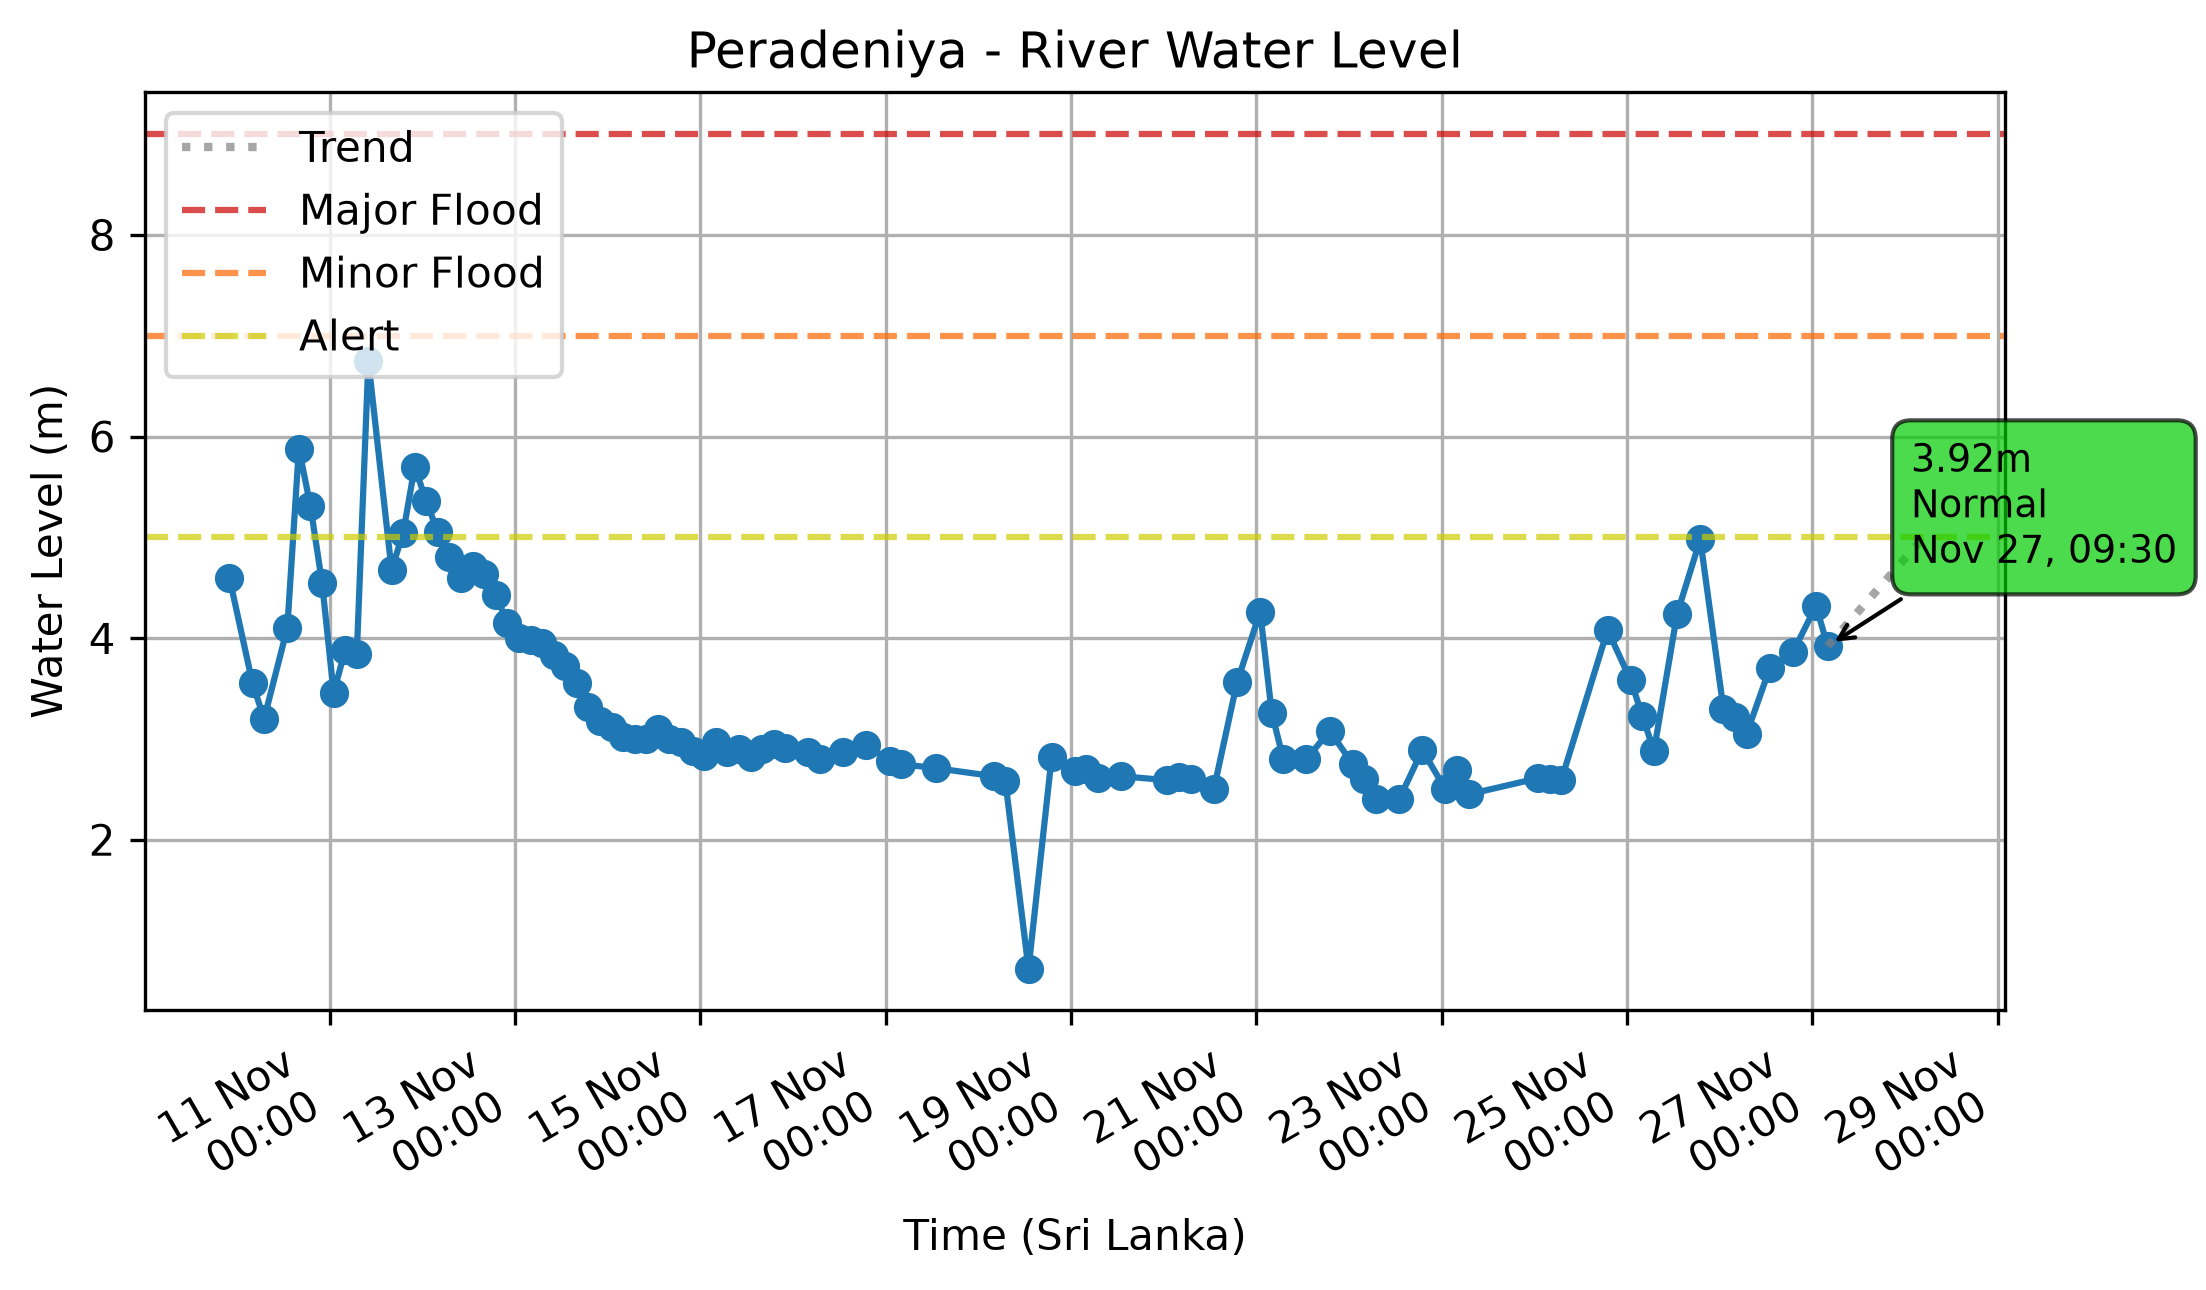 Peradeniya - River Water Level
Trend
Major Flood
Minor Flood
Alert
8
6
4
2
Water Level (m)
3.92m
Normal
Nov 27, 09:30
11 Nov
00:00
13 Nov
00:00
15 Nov
00:00
17 Nov
00:00
19 Nov
00:00
21 Nov
00:00
23 Nov
00:00
25 Nov
00:00
27 Nov
00:00
29 Nov
00:00
Time (Sri Lanka)